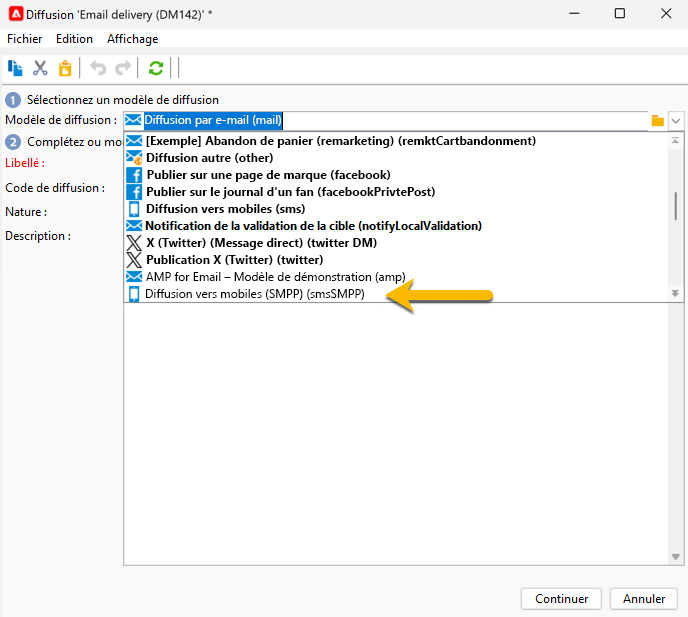 Diffusion 'Email delivery (DM142)' *
Fichier Edition Affichage
1 Sélectionnez un modèle de diffusion
Modèle de diffusion : Diffusion par e-mail (mail)
2 Complétez ou mo
[Exemple] Abandon de panier (remarketing) (remktCartbandonment)
Diffusion autre (other)
Libellé :
Publier sur une page de marque (facebook)
Code de diffusion :
Publier sur le journal d'un fan (facebookPrivtePost)
Nature :
Diffusion vers mobiles (sms)
Notification de la validation de la cible (notifyLocalValidation)
Description :
X (Twitter) (Message direct) (twitter DM)
Publication X (Twitter) (twitter)
AMP for Email – Modèle de démonstration (amp)
Diffusion vers mobiles (SMPP) (smsSMPP)
Continuer Annuler